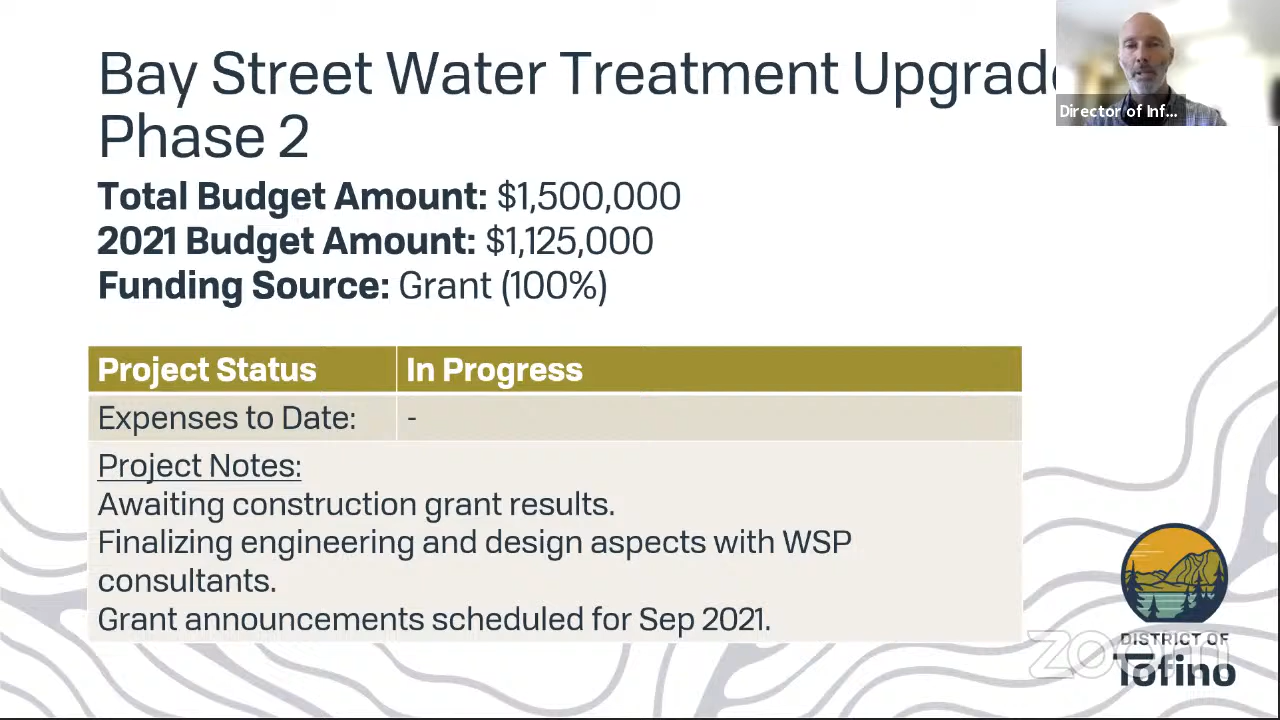 Bay Street Water Treatment Upgrade
Phase 2
Total Budget Amount: $1,500,000
2021 Budget Amount: $1,125,000
Funding Source: Grant (100%)
Director of Inf...
Project Status In Progress
Expenses to Date: -
Project Notes:
Awaiting construction grant results.
Finalizing engineering and design aspects with WSP
consultants.
Grant announcements scheduled for Sep 2021.
DISTRICT OF
Tofino
zoom